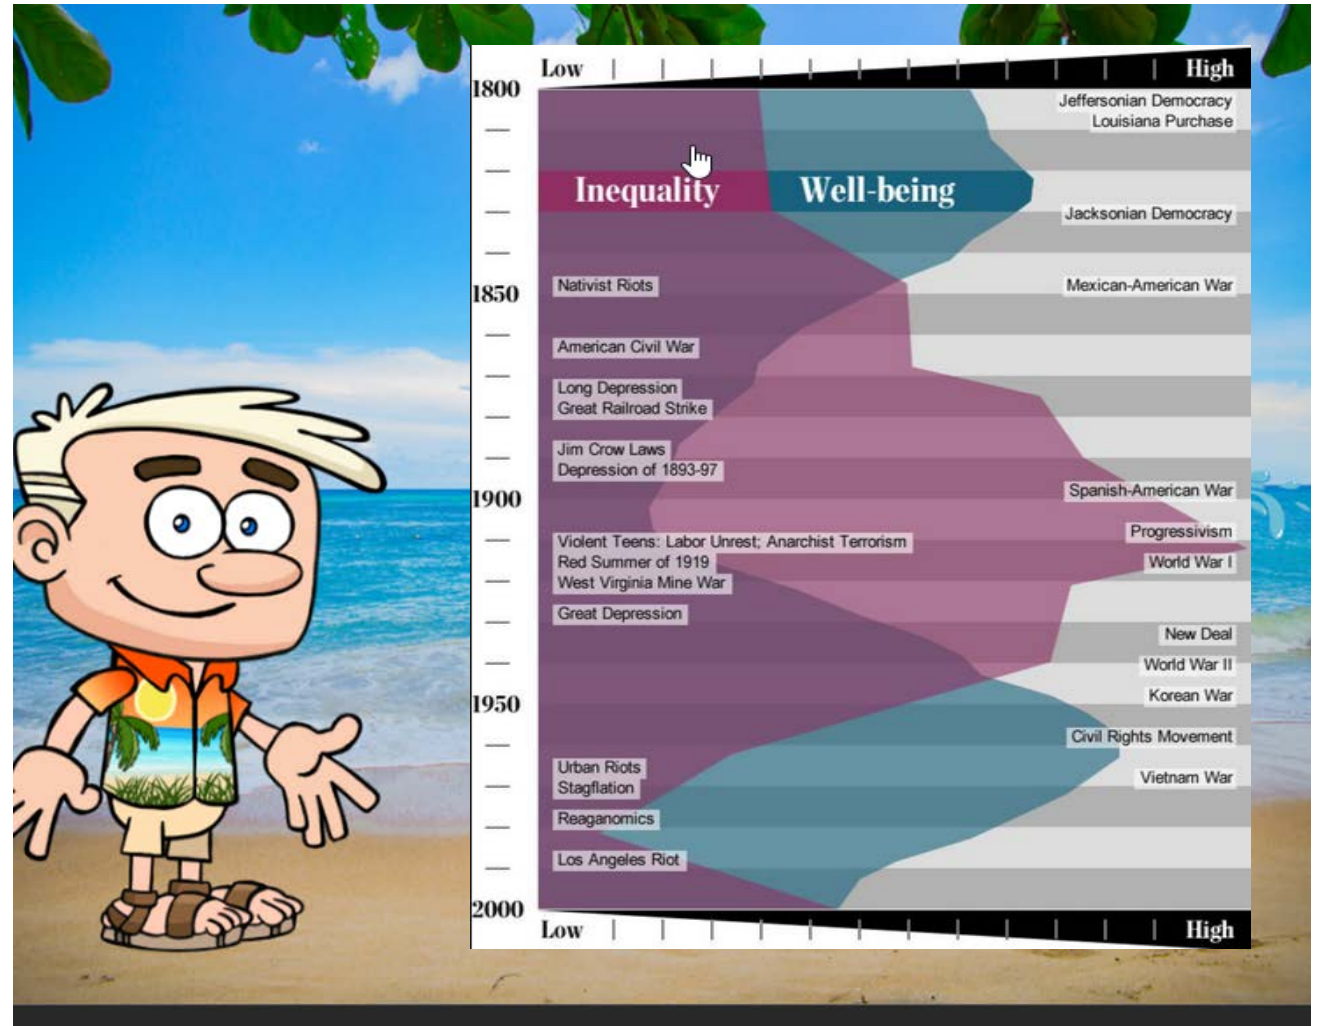 Low High
1800
Jeffersonian Democracy
Louisiana Purchase
Inequality Well-being
Jacksonian Democracy
Nativist Riots Mexican-American War
1850
American Civil War
Long Depression
Great Railroad Strike
Jim Crow Laws
Depression of 1893-97
Spanish-American War
1900
Progressivism
Violent Teens: Labor Unrest; Anarchist Terrorism
Red Summer of 1919 World War I
West Virginia Mine War
Great Depression
New Deal
World War II
Korean War
1950
Civil Rights Movement
Urban Riots
Vietnam War
Stagflation
Reaganomics
Los Angeles Riot
2000
Low High